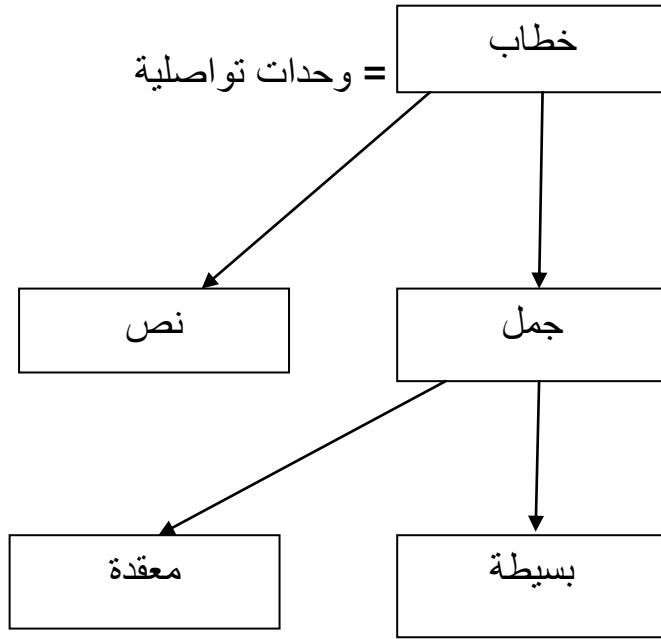 خطاب
= وحدات تواصلية
جمل
نص
بسيطة
معقدة